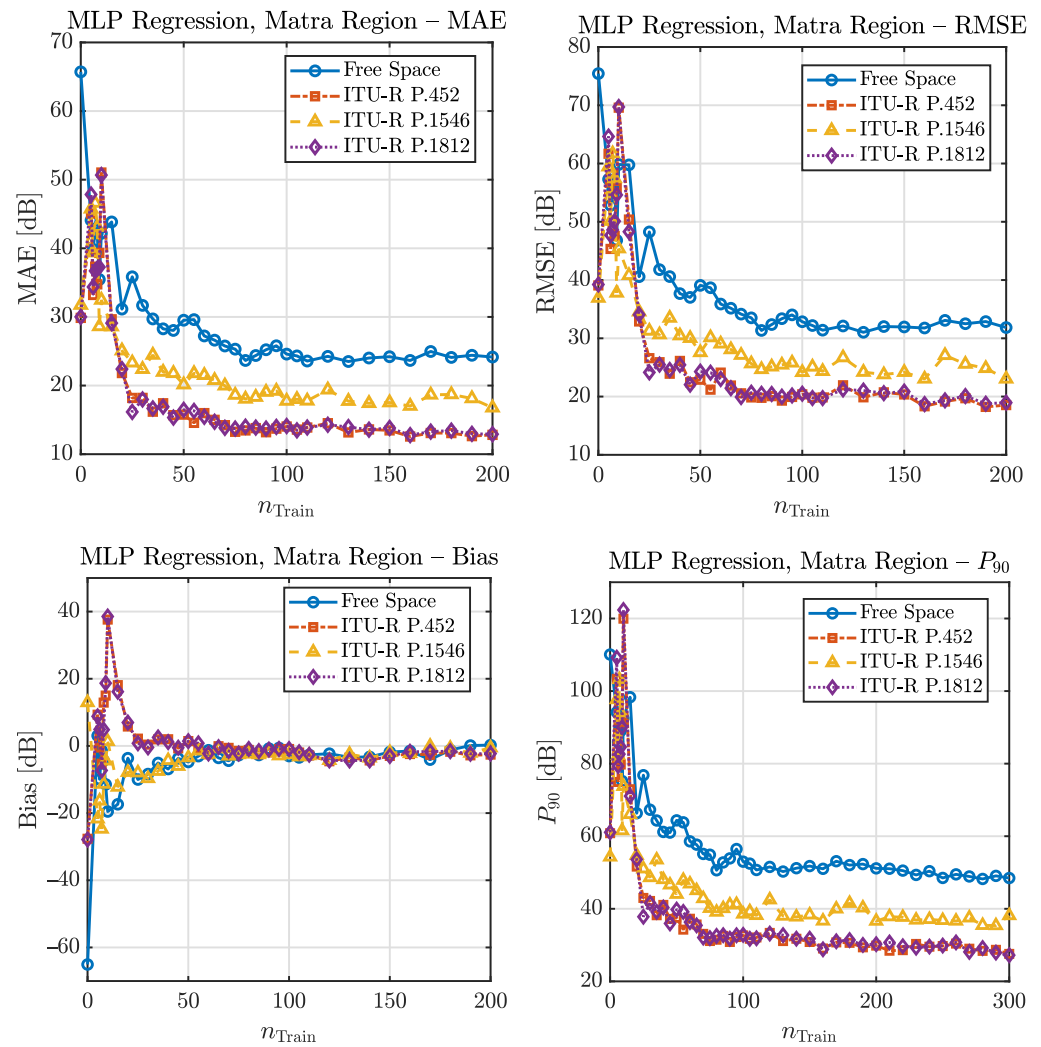 MLP Regression, Matra Region – MAE
70
60
50
40
30
20
10
MAE [dB]
0
50
100
150
200
n_Train
Free Space
ITU-R P.452
ITU-R P.1546
ITU-R P.1812
MLP Regression, Matra Region – RMSE
80
70
60
50
40
30
20
10
RMSE [dB]
0
50
100
150
200
n_Train
Free Space
ITU-R P.452
ITU-R P.1546
ITU-R P.1812
MLP Regression, Matra Region – Bias
40
20
0
−20
−40
−60
Bias [dB]
0
50
100
150
200
n_Train
Free Space
ITU-R P.452
ITU-R P.1546
ITU-R P.1812
MLP Regression, Matra Region – P_90
120
100
80
60
40
20
P_90 [dB]
0
100
200
300
n_Train
Free Space
ITU-R P.452
ITU-R P.1546
ITU-R P.1812